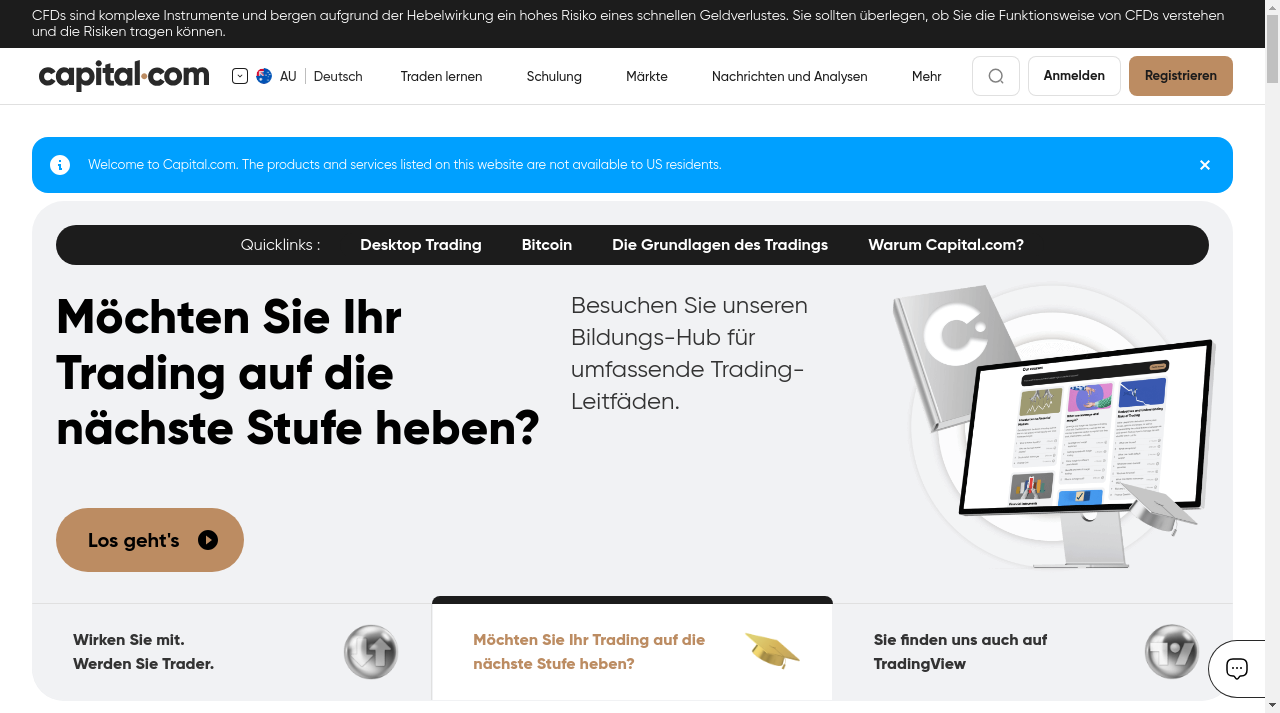 CFDs sind komplexe Instrumente und bergen aufgrund der Hebelwirkung ein hohes Risiko eines schnellen Geldverlustes. Sie sollten überlegen, ob Sie die Funktionsweise von CFDs verstehen
und die Risiken tragen können.
capital.com
AU
Deutsch
Traden lernen
Schulung
Märkte
Nachrichten und Analysen
Mehr
Anmelden
Registrieren
Welcome to Capital.com. The products and services listed on this website are not available to US residents.
Quicklinks :
Desktop Trading
Bitcoin
Die Grundlagen des Tradings
Warum Capital.com?
Möchten Sie Ihr
Trading auf die
nächste Stufe heben?
Besuchen Sie unseren
Bildungs-Hub für
umfassende Trading-
Leitfäden.
Los geht's
Wirken Sie mit.
Werden Sie Trader.
Möchten Sie Ihr Trading auf die
nächste Stufe heben?
Sie finden uns auch auf
TradingView